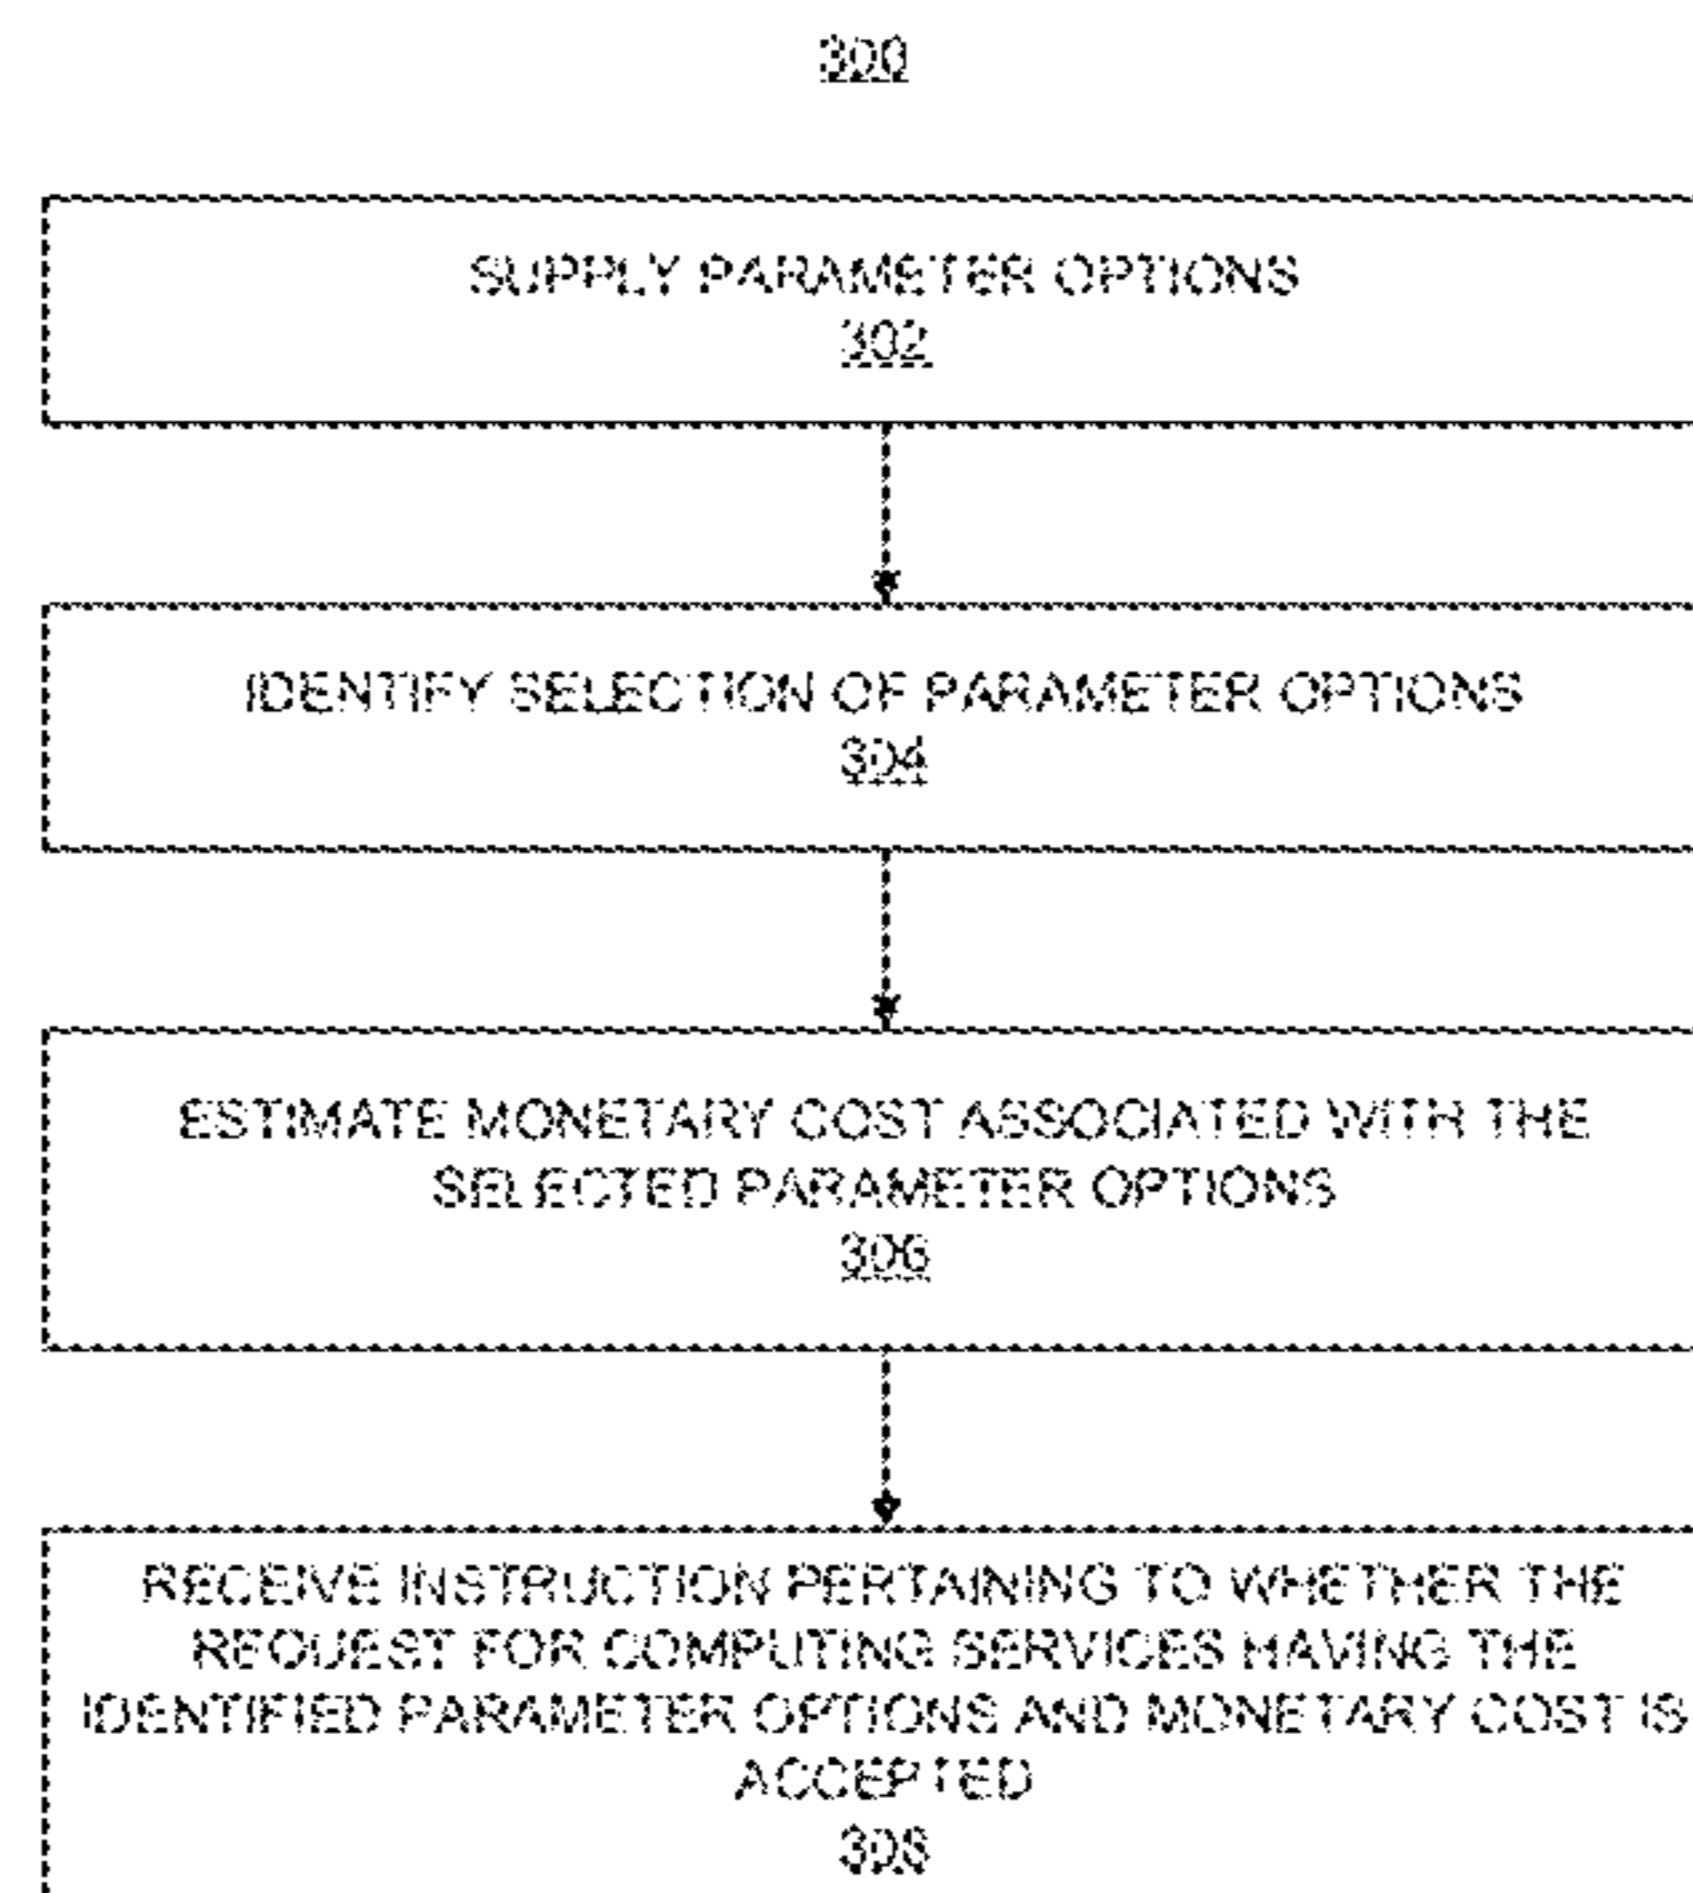 300
SUPPLY PARAMETER OPTIONS
302
IDENTIFY SELECTION OF PARAMETER OPTIONS
304
ESTIMATE MONETARY COST ASSOCIATED WITH THE
SELECTED PARAMETER OPTIONS
306
RECEIVE INSTRUCTION PERTAINING TO WHETHER THE
REQUEST FOR COMPUTING SERVICES HAVING THE
IDENTIFIED PARAMETER OPTIONS AND MONETARY COST IS
ACCEPTED
308